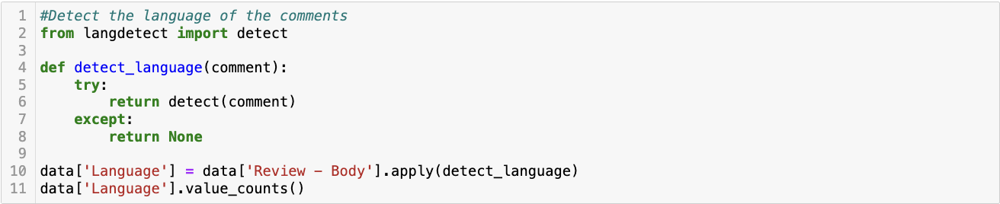 1 #Detect the language of the comments
2 from langdetect import detect
3
4 def detect_language(comment):
5     try:
6         return detect(comment)
7     except:
8         return None
9
10 data['Language'] = data['Review - Body'].apply(detect_language)
11 data['Language'].value_counts()